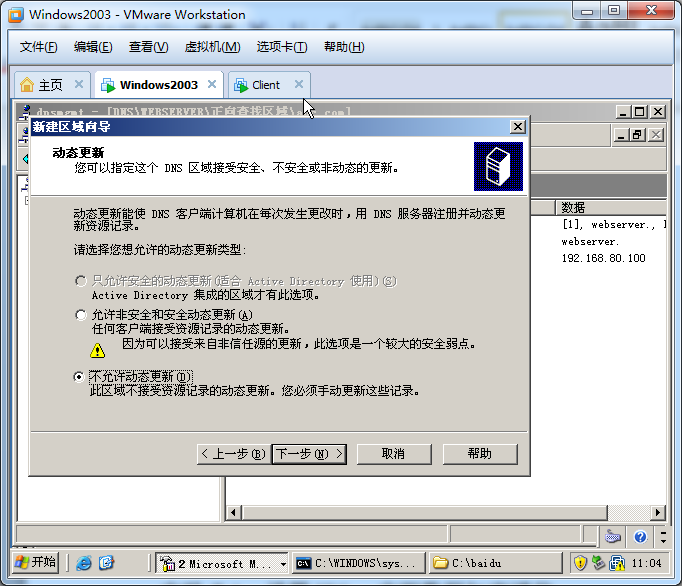 Windows2003 - VMware Workstation
文件(F) 编辑(E) 查看(V) 虚拟机(M) 选项卡(T) 帮助(H)
主页 Windows2003 Client
dnsmgmt - [DNS\WEBSERVER\正向查找区域\
com]
新建区域向导
动态更新
您可以指定这个 DNS 区域接受安全、不安全或非动态的更新。
数据
动态更新能使 DNS 客户端计算机在每次发生更改时,用 DNS 服务器注册并动态更
新资源记录。
[1], webserver.,
webserver.
192.168.80.100
请选择您想允许的动态更新类型:
只允许安全的动态更新(适合 Active Directory 使用)(S)
Active Directory 集成的区域才有此选项。
允许非安全和安全动态更新(A)
任何客户端接受资源记录的动态更新。
因为可以接受来自非信任源的更新,此选项是一个较大的安全弱点。
不允许动态更新(D)
此区域不接受资源记录的动态更新。您必须手动更新这些记录。
< 上一步(B) 下一步(N) > 取消 帮助
开始 2 Microsoft M... C:\WINDOWS\sys... C:\baidu 11:04